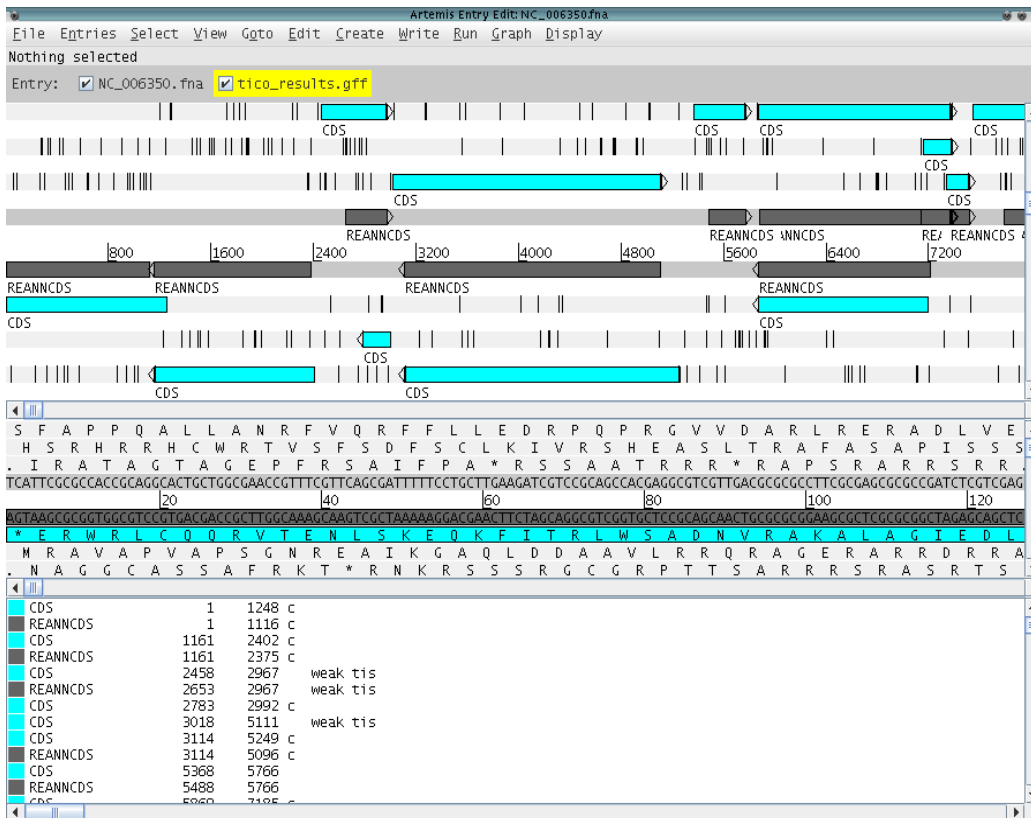 Artemis Entry Edit: NC_006350.fna
File Entries Select View Goto Edit Create Write Run Graph Display
Nothing selected
Entry: NC_006350.fna tico_results.gff
CDS CDS CDS CDS
CDS
CDS CDS
REANNCDS REANNCDS REANNCDS
800 1600 2400 3200 4000 4800 5600 6400 7200
REANNCDS REANNCDS REANNCDS REANNCDS
CDS CDS
CDS
CDS CDS
S F A P P Q A L L A N R F V Q R F F L L E D R P Q P R G V V D A R L R E R A D L V E
H S R H R R H C W R T V S F S D F S C L K I V R S H E A S L T R A F A S A P I S S S
. I R A T A G T A G E P F R S A I F P A * R S S A A T R R R * R A P S R A R R S R R .
20 40 60 80 100 120
* E R W R L C Q Q R V T E N L S K E Q K F I T R L W S A D N V R A K A L A G I E D L
M R A V A P V A P S G N R E A I K G A Q L D D A A V L R R Q R A G E R A R R D R R A
. N A G G C A S S A F R K T * R N K R S S S R G C G R P T T S A R R R S R A S R T S
CDS 1 1248 c
REANNCDS 1 1116 c
CDS 1161 2402 c
REANNCDS 1161 2375 c
CDS 2458 2967 weak tis
REANNCDS 2653 2967 weak tis
CDS 2783 2992 c
CDS 3018 5111 weak tis
CDS 3114 5249 c
REANNCDS 3114 5096 c
CDS 5368 5766
REANNCDS 5488 5766
CDS 5869 7185 c